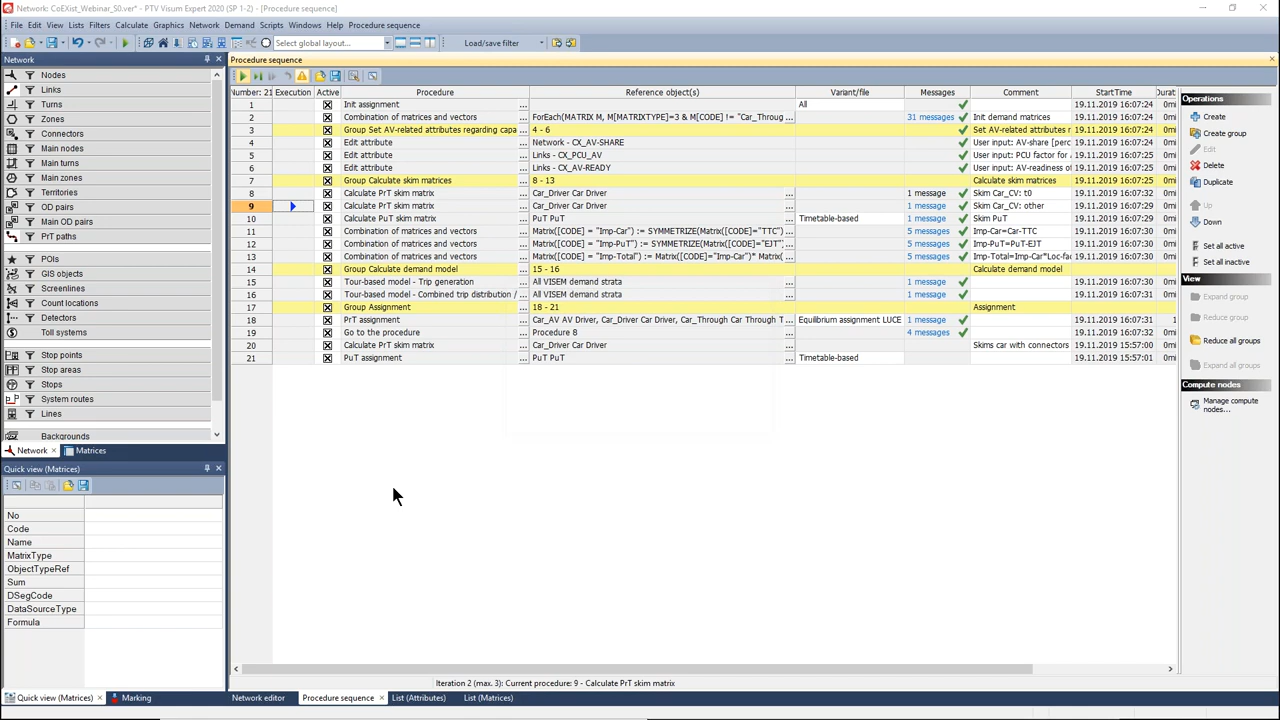 Network: CoEXist_Webinar_S0.ver* - PTV Visum Expert 2020 (SP 1-2) - [Procedure sequence]
File Edit View Lists Filters Calculate Graphics Network Demand Scripts Windows Help Procedure sequence
Select global layout... Load/save filter
Network
Nodes
Links
Turns
Zones
Connectors
Main nodes
Main turns
Main zones
Territories
OD pairs
Main OD pairs
PrT paths
POIs
GIS objects
Screenlines
Count locations
Detectors
Toll systems
Stop points
Stop areas
Stops
System routes
Lines
Backgrounds
Network Matrices
Quick view (Matrices)
No
Code
Name
MatrixType
ObjectTypeRef
Sum
DSegCode
DataSourceType
Formula
Quick view (Matrices) Marking
Procedure sequence
Number: 21 Execution Active Procedure Reference object(s) Variant/file Messages Comment StartTime Durati
1 Init assignment ... All 19.11.2019 16:07:24 0mi
2 Combination of matrices and vectors ... ForEach(MATRIX M, M[MATRIXTYPE]=3 & M[CODE] != "Car_Throug ... 31 messages Init demand matrices 19.11.2019 16:07:24 0mi
3 Group Set AV-related attributes regarding capa 4 - 6 Set AV-related attributes r 19.11.2019 16:07:24 0mi
4 Edit attribute ... Network - CX_AV-SHARE User input: AV-share [perc 19.11.2019 16:07:24 0mi
5 Edit attribute ... Links - CX_PCU_AV User input: PCU factor for 19.11.2019 16:07:24 0mi
6 Edit attribute ... Links - CX_AV-READY User input: AV-readiness of 19.11.2019 16:07:25 0mi
7 Group Calculate skim matrices 8 - 13 Calculate skim matrices 19.11.2019 16:07:25 0mi
8 Calculate PrT skim matrix ... Car_Driver Car Driver ... 1 message Skim Car_CV: t0 19.11.2019 16:07:32 0mi
9 Calculate PrT skim matrix ... Car_Driver Car Driver ... 1 message Skim Car_CV: other 19.11.2019 16:07:29 0mi
10 Calculate PuT skim matrix ... PuT PuT ... Timetable-based 1 message Skim PuT 19.11.2019 16:07:29 0mi
11 Combination of matrices and vectors ... Matrix([CODE] = "Imp-Car") := SYMMETRIZE(Matrix([CODE]="TTC") ... 5 messages Imp-Car=Car-TTC 19.11.2019 16:07:30 0mi
12 Combination of matrices and vectors ... Matrix([CODE] = "Imp-PuT") := SYMMETRIZE(Matrix([CODE]="EJT" ... 5 messages Imp-PuT=PuT-EJT 19.11.2019 16:07:30 0mi
13 Combination of matrices and vectors ... Matrix([CODE] = "Imp-Total") := Matrix([CODE]="Imp-Car")* Matrix( ... 5 messages Imp-Total=Imp-Car*Loc-fac 19.11.2019 16:07:30 0mi
14 Group Calculate demand model 15 - 16 Calculate demand model 19.11.2019 16:07:30 0mi
15 Tour-based model - Trip generation ... All VISEM demand strata ... 1 message 19.11.2019 16:07:30 0mi
16 Tour-based model - Combined trip distribution / ... All VISEM demand strata ... 1 message 19.11.2019 16:07:30 0mi
17 Group Assignment 18 - 21 Assignment 19.11.2019 16:07:31 0mi
18 PrT assignment ... Car_AV AV Driver, Car_Driver Car Driver, Car_Through Car Through T ... Equilibrium assignment LUCE 1 message 19.11.2019 16:07:31 1
19 Go to the procedure ... Procedure 8 4 messages 19.11.2019 16:07:32 0mi
20 Calculate PrT skim matrix ... Car_Driver Car Driver ... Skims car with connectors 19.11.2019 15:57:00 0mi
21 PuT assignment ... PuT PuT ... Timetable-based 19.11.2019 15:57:01 0mi
Iteration 2 (max. 3): Current procedure: 9 - Calculate PrT skim matrix
Network editor Procedure sequence List (Attributes) List (Matrices)
Operations
Create
Create group
Edit
Delete
Duplicate
Up
Down
Set all active
Set all inactive
View
Expand group
Reduce group
Reduce all groups
Expand all groups
Compute nodes
Manage compute
nodes...